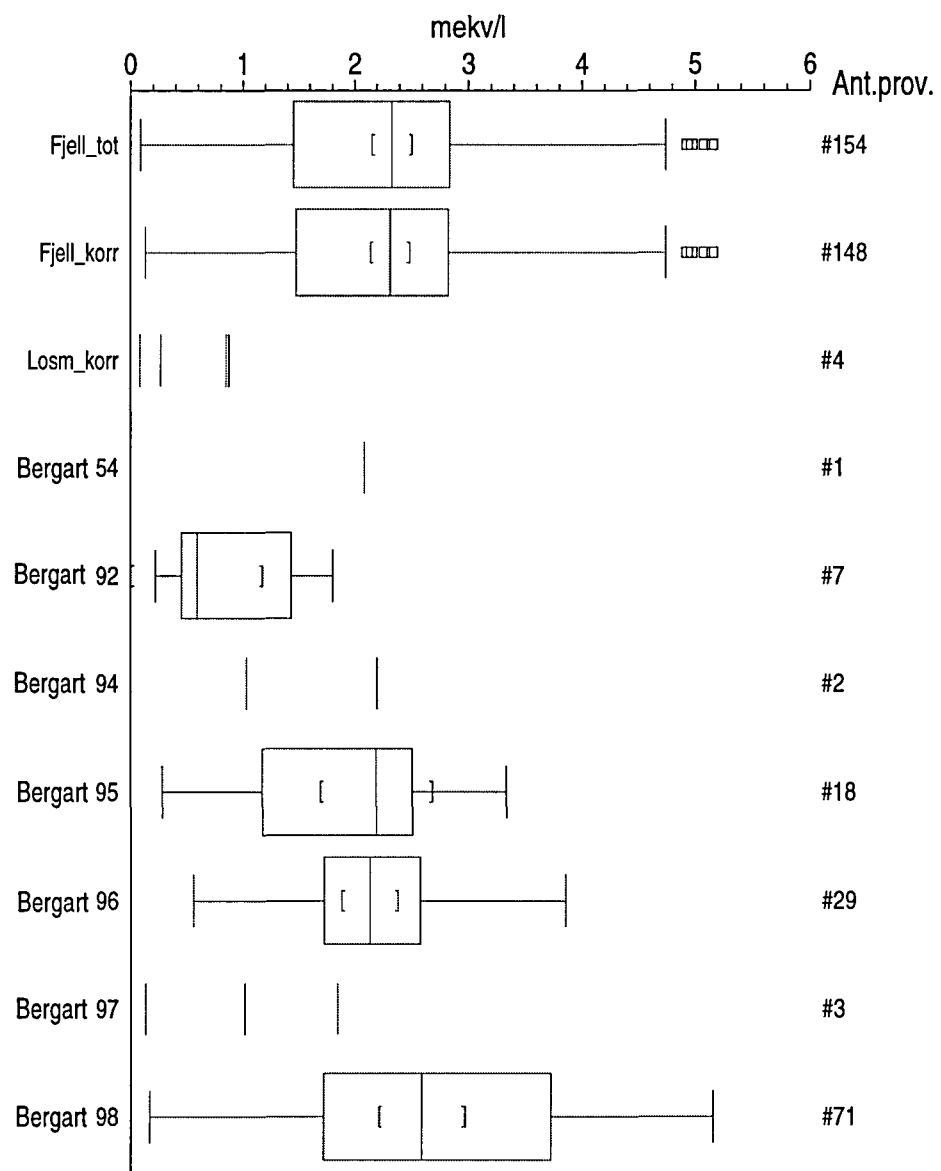 mekv/l
0 1 2 3 4 5 6 Ant.prov.
Fjell_tot #154
Fjell_korr #148
Losm_korr #4
Bergart 54 #1
Bergart 92 #7
Bergart 94 #2
Bergart 95 #18
Bergart 96 #29
Bergart 97 #3
Bergart 98 #71